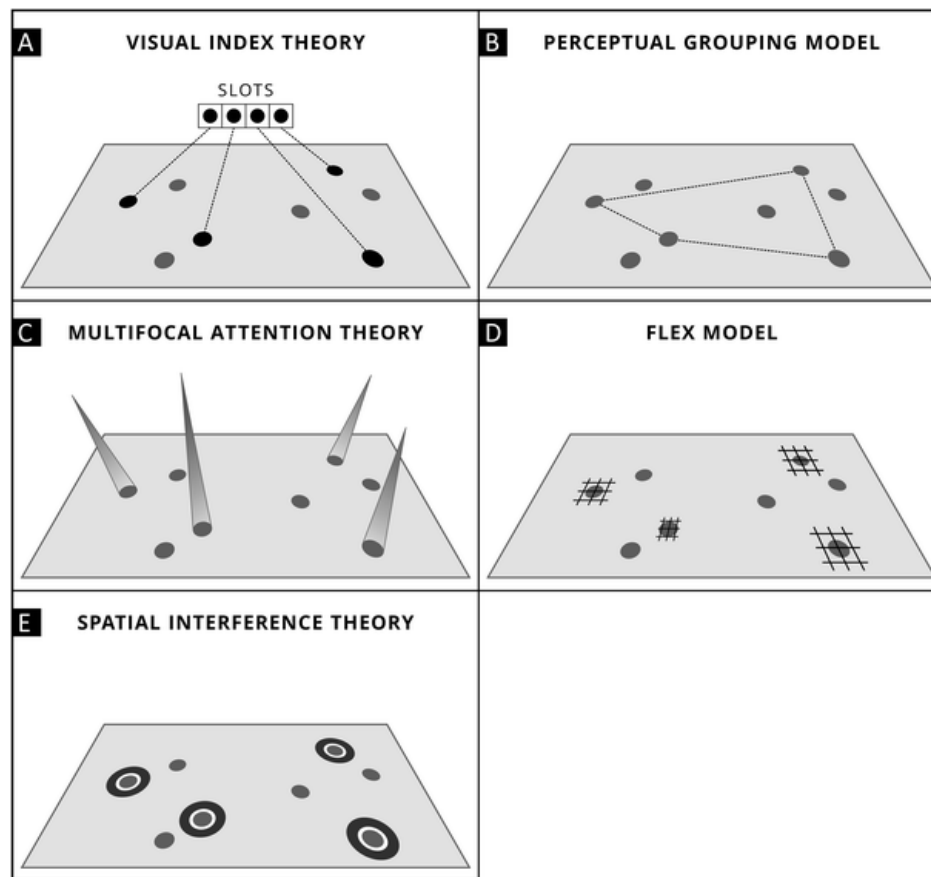 A
VISUAL INDEX THEORY
SLOTS
B
PERCEPTUAL GROUPING MODEL
C
MULTIFOCAL ATTENTION THEORY
D
FLEX MODEL
E
SPATIAL INTERFERENCE THEORY